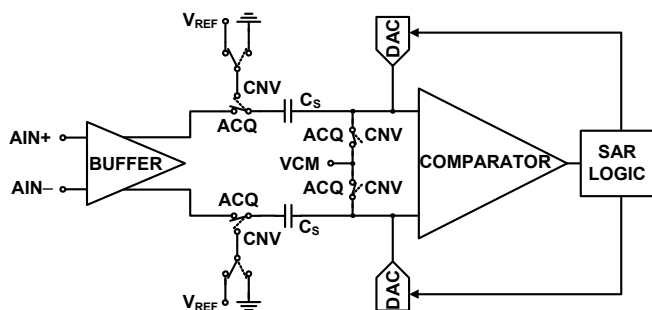 VREF
DAC
CNV
CS
ACQ
AIN+
BUFFER
AIN−
ACQ CNV
VCM
ACQ CNV
COMPARATOR
SAR
LOGIC
ACQ
CS
CNV
VREF
DAC